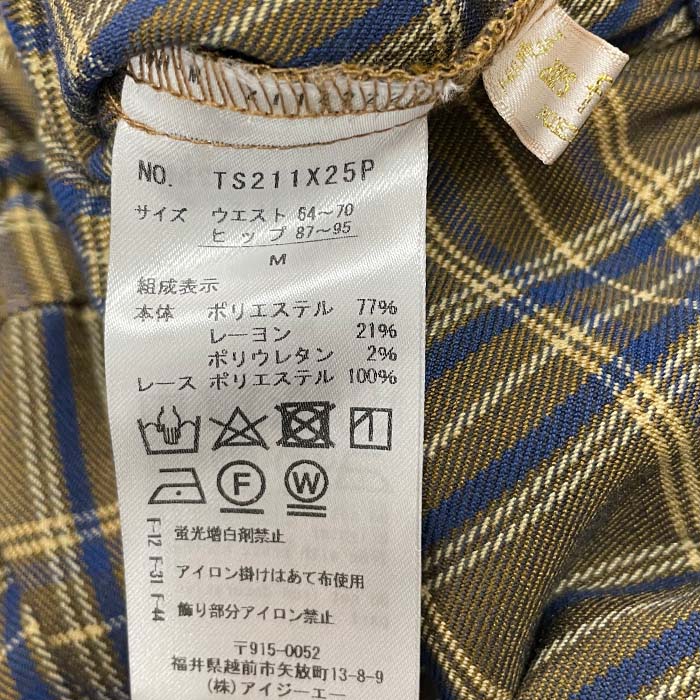 NO. TS211X25P
サイズ ウエスト 64～70
ヒップ 87～95
M
組成表示
本体 ポリエステル 77%
レーヨン 21%
ポリウレタン 2%
レース ポリエステル 100%
F W
F-12 蛍光増白剤禁止
F-31 アイロン掛けはあて布使用
F-44 飾り部分アイロン禁止
〒915-0052
福井県越前市矢放町13-8-9
(株)アイジーエー